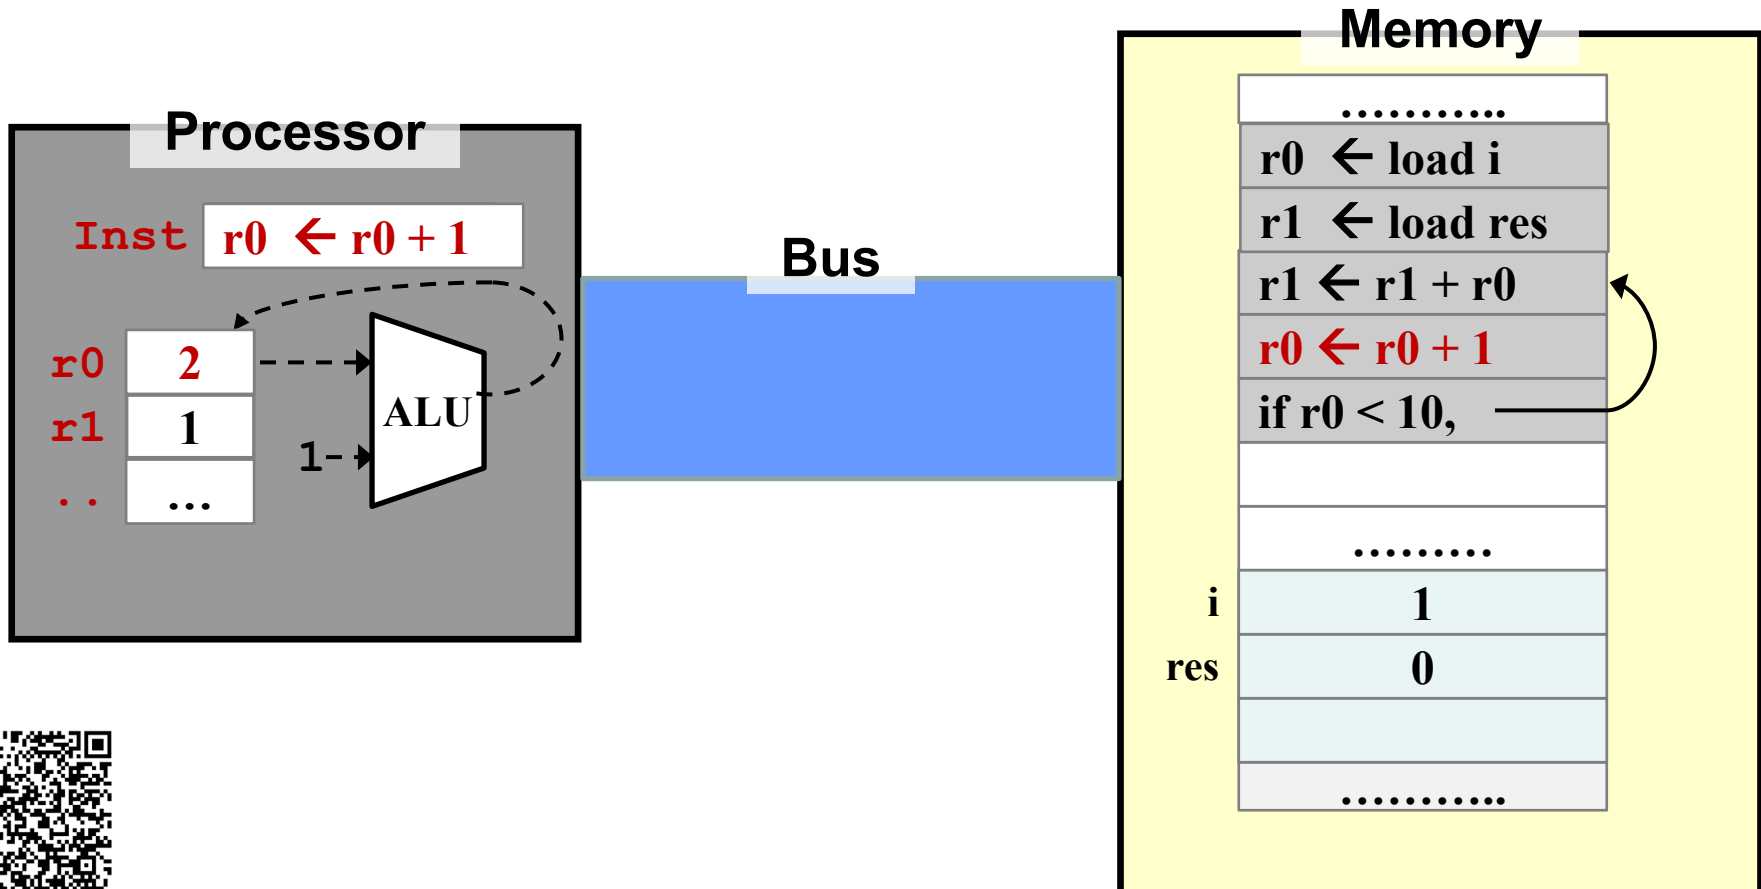 Processor
Inst r0 ← r0 + 1
r0 2
r1 1
.. ...
ALU
1
Bus
Memory
………..
r0 ← load i
r1 ← load res
r1 ← r1 + r0
r0 ← r0 + 1
if r0 < 10,
………
i 1
res 0
………..